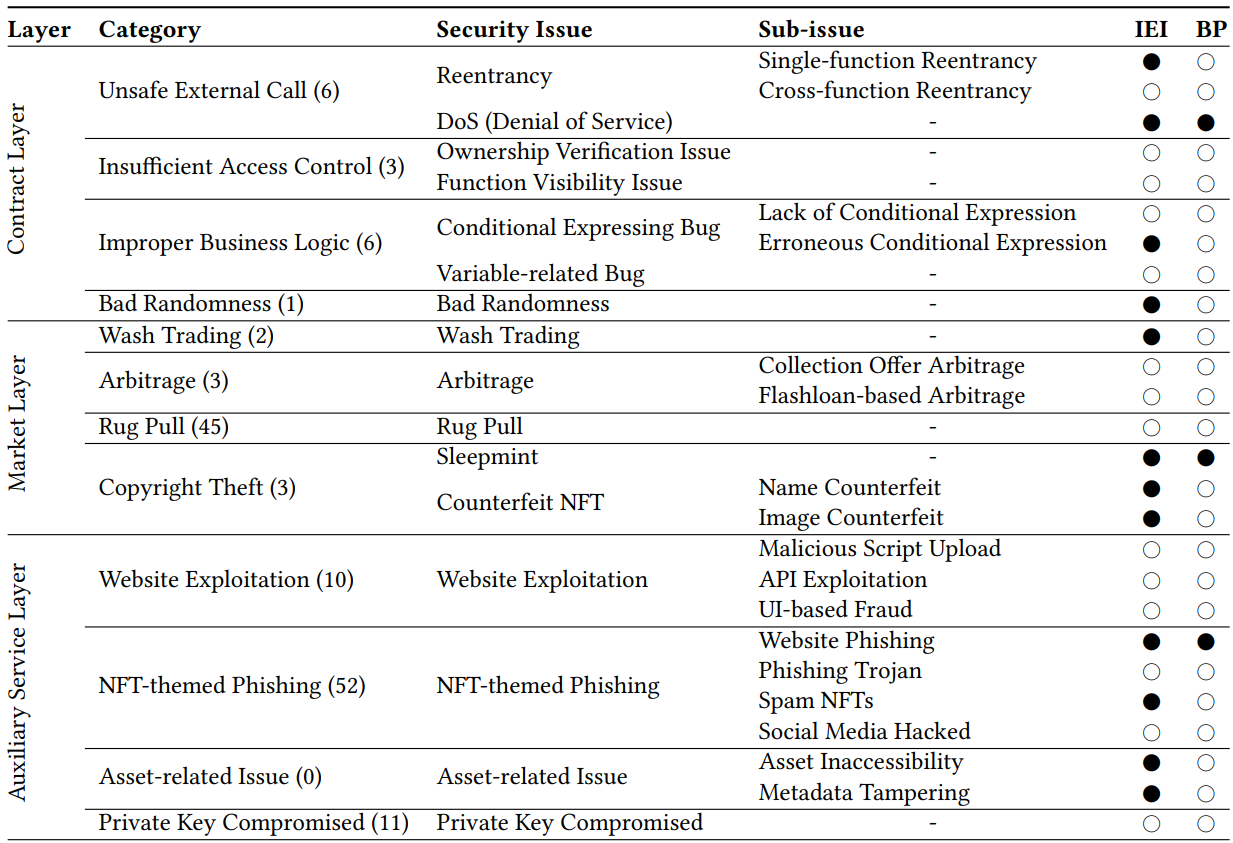 Layer Category Security Issue Sub-issue IEI BP
Contract Layer
Unsafe External Call (6) Reentrancy Single-function Reentrancy ● ○
Cross-function Reentrancy ○ ○
DoS (Denial of Service) - ● ●
Insufficient Access Control (3) Ownership Verification Issue - ○ ○
Function Visibility Issue - ○ ○
Improper Business Logic (6) Conditional Expressing Bug Lack of Conditional Expression ○ ○
Erroneous Conditional Expression ● ○
Variable-related Bug - ○ ○
Bad Randomness (1) Bad Randomness - ● ○
Market Layer
Wash Trading (2) Wash Trading - ● ○
Arbitrage (3) Arbitrage Collection Offer Arbitrage ○ ○
Flashloan-based Arbitrage ○ ○
Rug Pull (45) Rug Pull - ○ ○
Copyright Theft (3) Sleepmint - ● ●
Counterfeit NFT Name Counterfeit ● ○
Image Counterfeit ● ○
Auxiliary Service Layer
Website Exploitation (10) Website Exploitation Malicious Script Upload ○ ○
API Exploitation ○ ○
UI-based Fraud ○ ○
NFT-themed Phishing (52) NFT-themed Phishing Website Phishing ● ●
Phishing Trojan ○ ○
Spam NFTs ● ○
Social Media Hacked ○ ○
Asset-related Issue (0) Asset-related Issue Asset Inaccessibility ● ○
Metadata Tampering ● ○
Private Key Compromised (11) Private Key Compromised - ○ ○